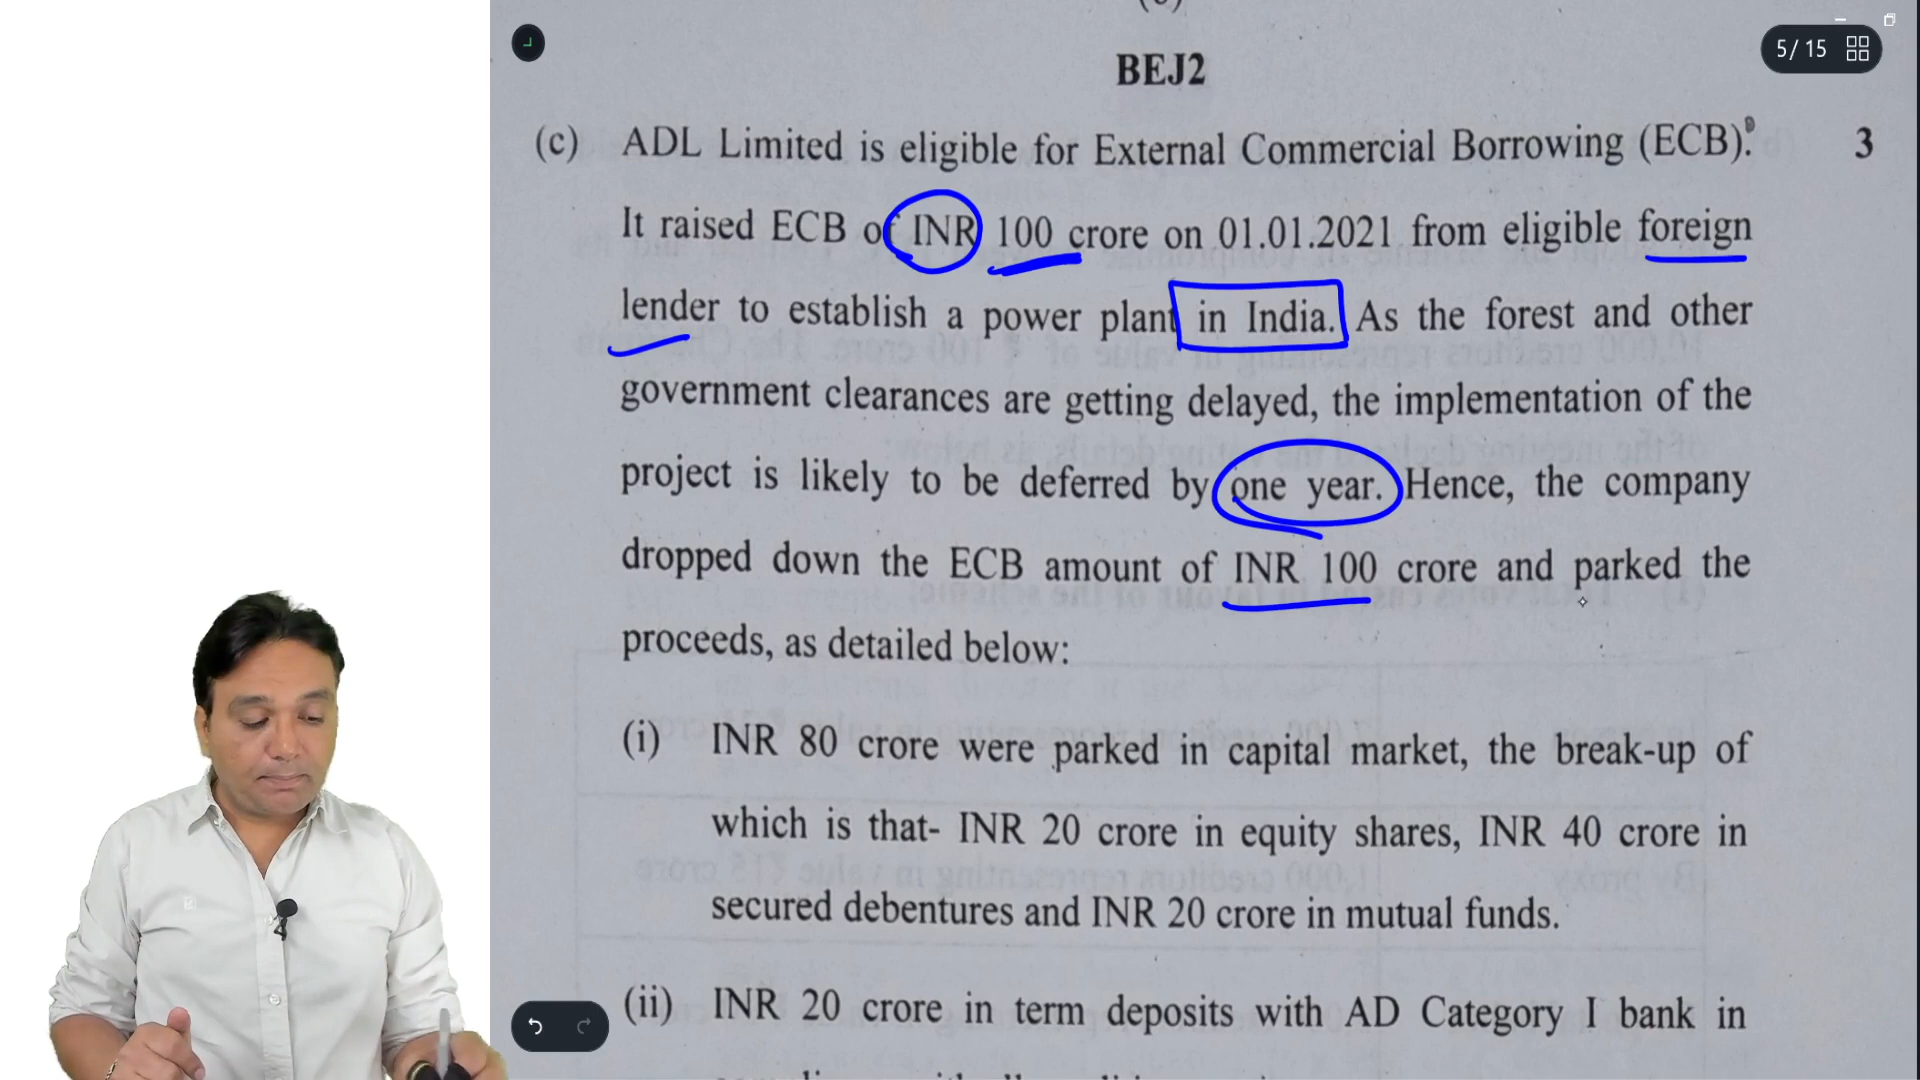 5/ 15
BEJ2
(c) ADL Limited is eligible for External Commercial Borrowing (ECB). 3
It raised ECB of INR 100 crore on 01.01.2021 from eligible foreign
lender to establish a power plant in India. As the forest and other
government clearances are getting delayed, the implementation of the
project is likely to be deferred by one year. Hence, the company
dropped down the ECB amount of INR 100 crore and parked the
proceeds, as detailed below:
(i) INR 80 crore were parked in capital market, the break-up of
which is that- INR 20 crore in equity shares, INR 40 crore in
secured debentures and INR 20 crore in mutual funds.
(ii) INR 20 crore in term deposits with AD Category I bank in